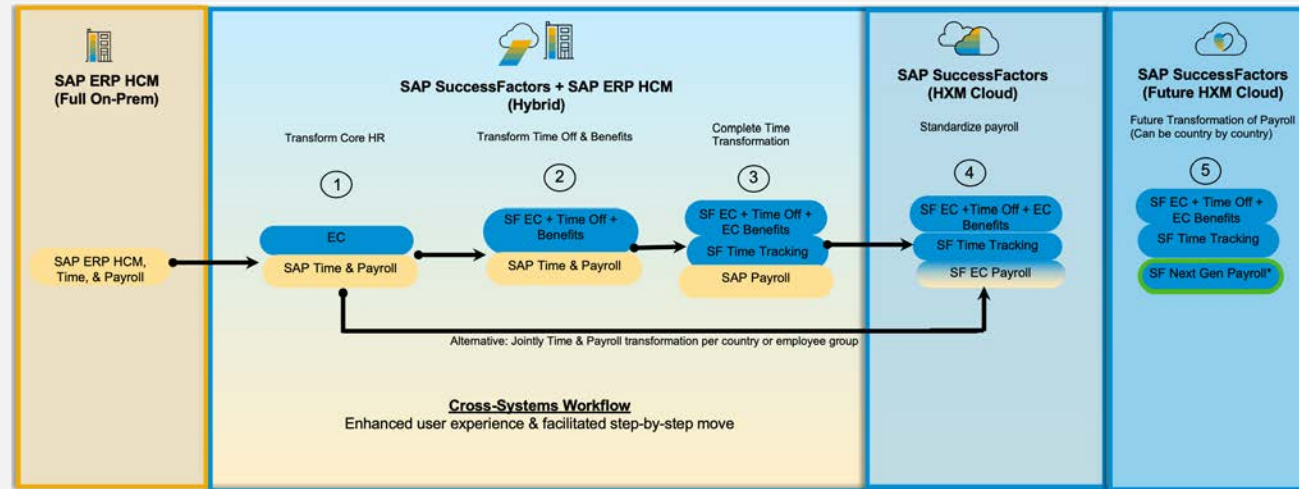 SAP ERP HCM
(Full On-Prem)
SAP ERP HCM,
Time, & Payroll
SAP SuccessFactors + SAP ERP HCM
(Hybrid)
Transform Core HR
1
EC
SAP Time & Payroll
Transform Time Off & Benefits
2
SF EC + Time Off +
Benefits
SAP Time & Payroll
Complete Time
Transformation
3
SF EC + Time Off +
EC Benefits
SF Time Tracking
SAP Payroll
Alternative: Jointly Time & Payroll transformation per country or employee group
Cross-Systems Workflow
Enhanced user experience & facilitated step-by-step move
SAP SuccessFactors
(HXM Cloud)
Standardize payroll
4
SF EC +Time Off + EC
Benefits
SF Time Tracking
SF EC Payroll
SAP SuccessFactors
(Future HXM Cloud)
Future Transformation of Payroll
(Can be country by country)
5
SF EC + Time Off +
EC Benefits
SF Time Tracking
SF Next Gen Payroll*